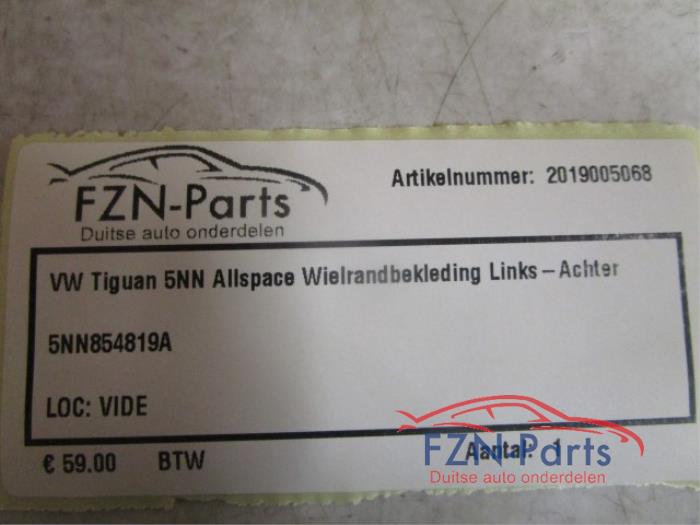 FZN-Parts
Duitse auto onderdelen
Artikelnummer: 2019005068
VW Tiguan 5NN Allspace Wielrandbekleding Links-Achter
5NN854819A
LOC: VIDE
€ 59.00 BTW
Aantal: 1
FZN-Parts
Duitse auto onderdelen